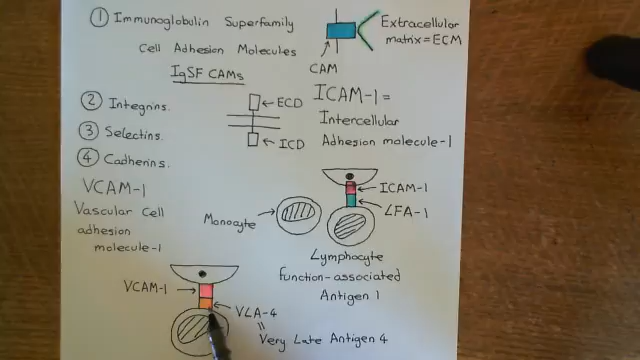 ① Immunoglobulin Superfamily
Cell Adhesion Molecules
IgSF CAMs
② Integrins.
③ Selectins.
④ Cadherins.
CAM
Extracellular
matrix = ECM
ECD
ICD
ICAM-1 =
Intercellular
Adhesion molecule-1
VCAM-1
Vascular Cell
adhesion
molecule-1
Monocyte
ICAM-1
LFA-1
Lymphocyte
function-associated
Antigen 1
VCAM-1
VLA-4
=
Very Late Antigen 4